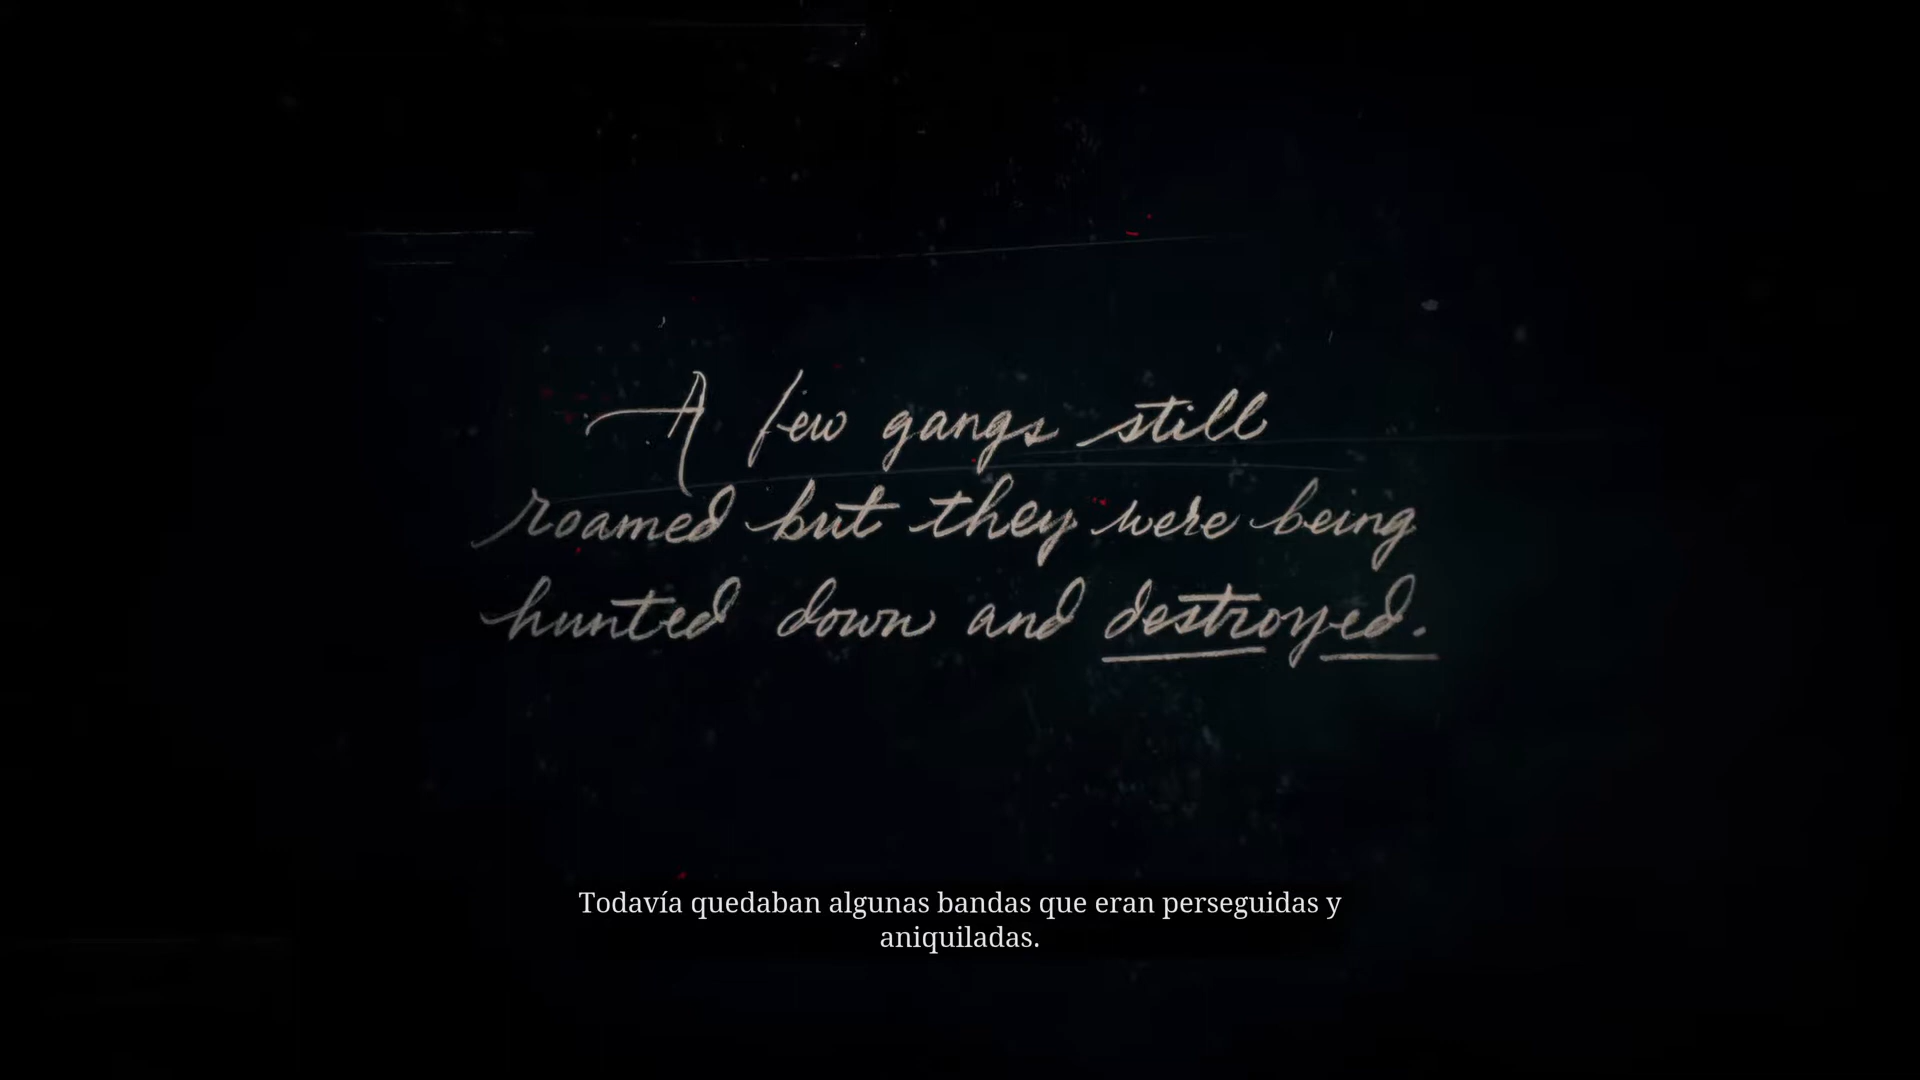 A few gangs still
roamed but they were being
hunted down and destroyed.
Todavía quedaban algunas bandas que eran perseguidas y
aniquiladas.